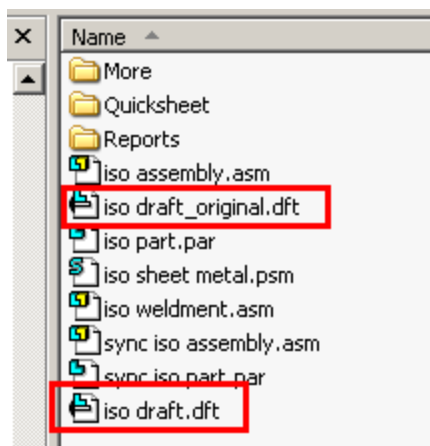 Name
More
Quicksheet
Reports
iso assembly.asm
iso draft_original.dft
iso part.par
iso sheet metal.psm
iso weldment.asm
sync iso assembly.asm
sync iso part.par
iso draft.dft